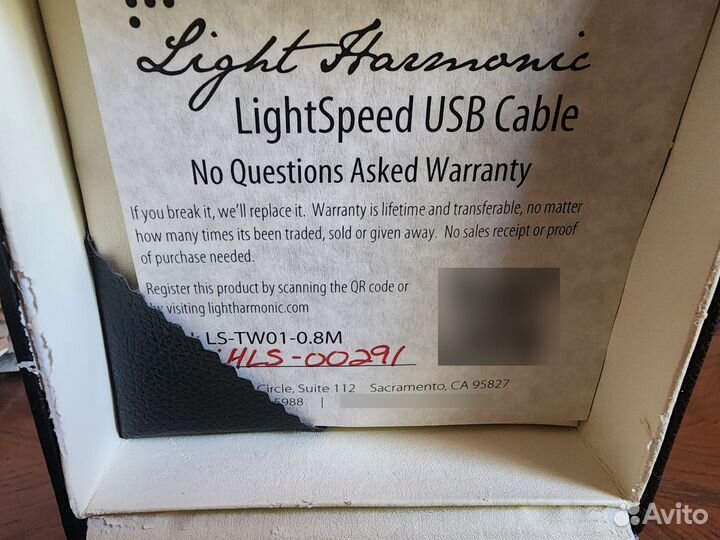 Light Harmonic
LightSpeed USB Cable
No Questions Asked Warranty
If you break it, we'll replace it. Warranty is lifetime and transferable, no matter
how many times its been traded, sold or given away. No sales receipt or proof
of purchase needed.
Register this product by scanning the QR code or
by visiting lightharmonic.com
LS-TW01-0.8M
HLS-00291
Circle, Suite 112 Sacramento, CA 95827
5988 |
Avito